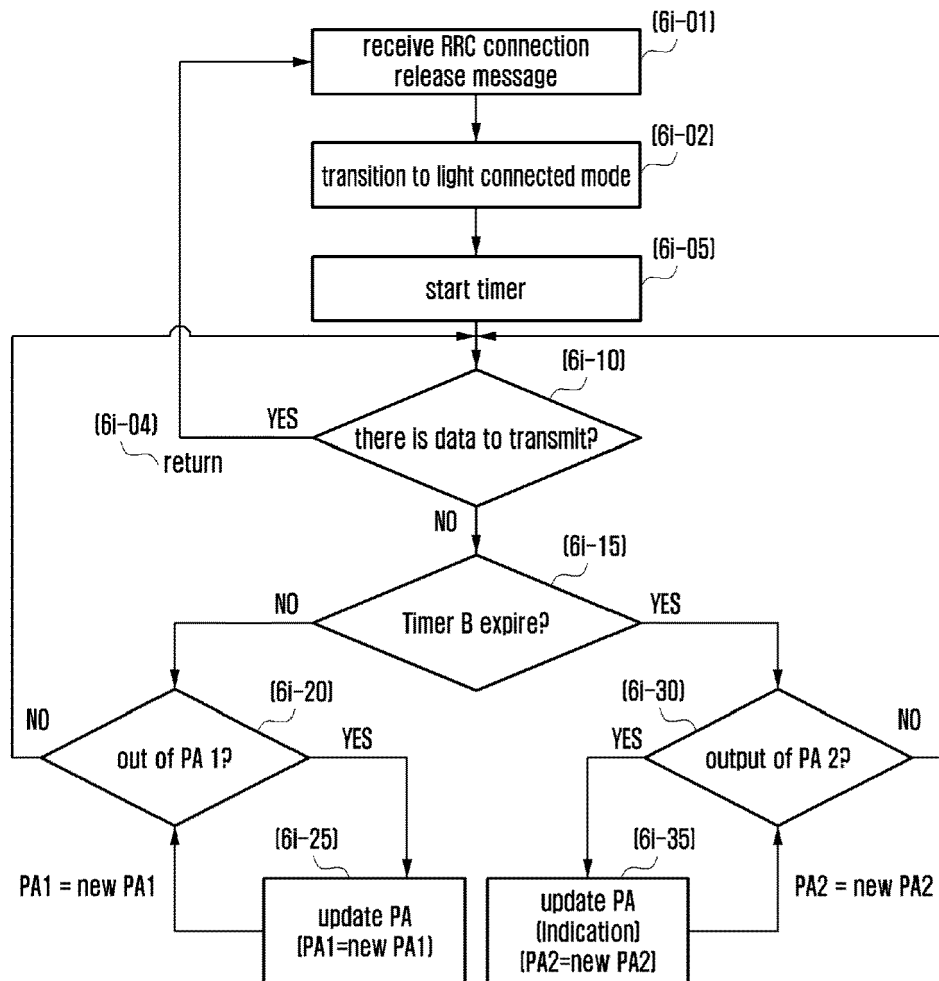 (6i-01)
receive RRC connection
release message
(6i-02)
transition to light connected mode
(6i-05)
start timer
(6i-10)
YES
there is data to transmit?
(6i-04)
return
NO
(6i-15)
NO
Timer B expire?
YES
(6i-20)
NO
out of PA 1?
YES
(6i-30)
YES
output of PA 2?
NO
(6i-25)
PA1 = new PA1
update PA
(PA1=new PA1)
(6i-35)
update PA
(Indication)
(PA2=new PA2)
PA2 = new PA2